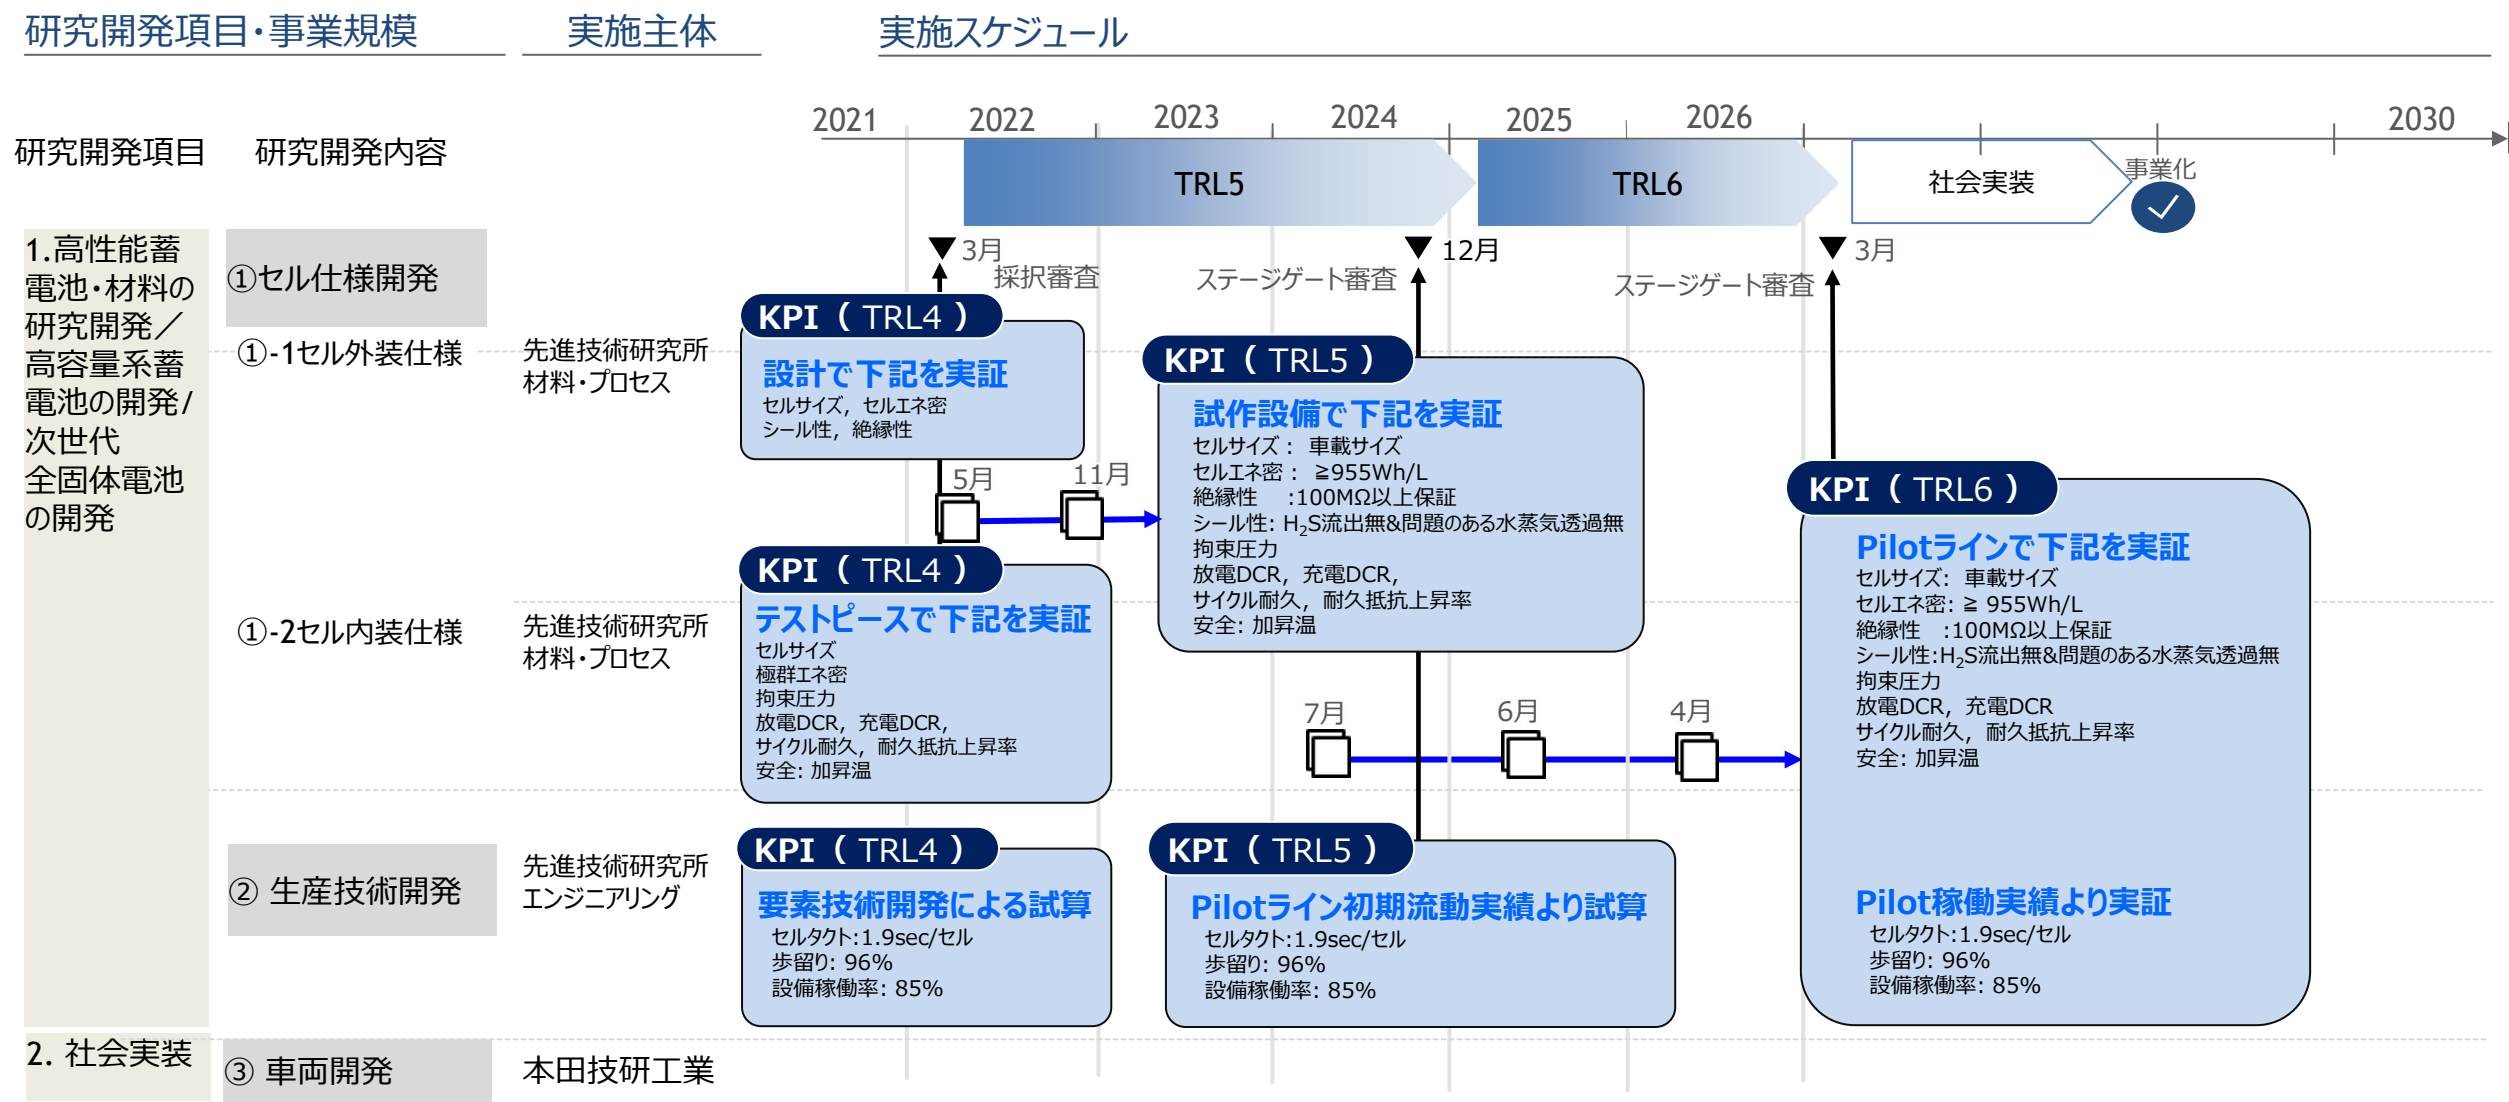 研究開発項目・事業規模
実施主体
実施スケジュール
2021
2022
2023
2024
2025
2026
2030
研究開発項目
研究開発内容
TRL5
TRL6
社会実装
事業化
1.高性能蓄
電池・材料の
研究開発／
高容量系蓄
電池の開発/
次世代
全固体電池
の開発
①セル仕様開発
3月
採択審査
ステージゲート審査
12月
ステージゲート審査
3月
①-1セル外装仕様
先進技術研究所
材料・プロセス
KPI（ TRL4 ）
設計で下記を実証
セルサイズ，セルエネ密
シール性，絶縁性
5月
11月
KPI（ TRL5 ）
試作設備で下記を実証
セルサイズ： 車載サイズ
セルエネ密： ≧955Wh/L
絶縁性 :100MΩ以上保証
シール性: H₂S流出無&問題のある水蒸気透過無
拘束圧力
放電DCR，充電DCR，
サイクル耐久，耐久抵抗上昇率
安全: 加昇温
KPI（ TRL6 ）
Pilotラインで下記を実証
セルサイズ: 車載サイズ
セルエネ密: ≧ 955Wh/L
絶縁性 :100MΩ以上保証
シール性:H₂S流出無&問題のある水蒸気透過無
拘束圧力
放電DCR，充電DCR
サイクル耐久，耐久抵抗上昇率
安全: 加昇温
①-2セル内装仕様
先進技術研究所
材料・プロセス
KPI（ TRL4 ）
テストピースで下記を実証
セルサイズ
極群エネ密
拘束圧力
放電DCR，充電DCR，
サイクル耐久，耐久抵抗上昇率
安全: 加昇温
7月
6月
4月
② 生産技術開発
先進技術研究所
エンジニアリング
KPI（ TRL4 ）
要素技術開発による試算
セルタクト:1.9sec/セル
歩留り: 96%
設備稼働率: 85%
KPI（ TRL5 ）
Pilotライン初期流動実績より試算
セルタクト:1.9sec/セル
歩留り: 96%
設備稼働率: 85%
Pilot稼働実績より実証
セルタクト:1.9sec/セル
歩留り: 96%
設備稼働率: 85%
2. 社会実装
③ 車両開発
本田技研工業